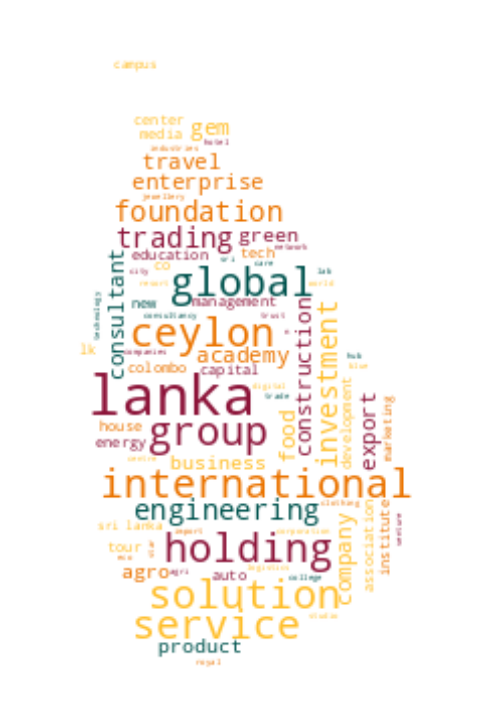 campus
center
media
gem
hotel
industries
travel
enterprise
jewellery
foundation
trading
green
network
education
tech
sri
care
co
city
lab
consultant
global
resort
world
technology
new
management
consultancy
trust
ceylon
construction
investment
lk
companies
academy
hub
colombo
capital
blue
lanka
digital
trade
development
export
marketing
house
group
food
energy
centre
business
international
engineering
clothing
institute
association
company
sri lanka
import
corporation
holding
tour
agro
agri
auto
logistics
college
solution
studio
service
product
royal